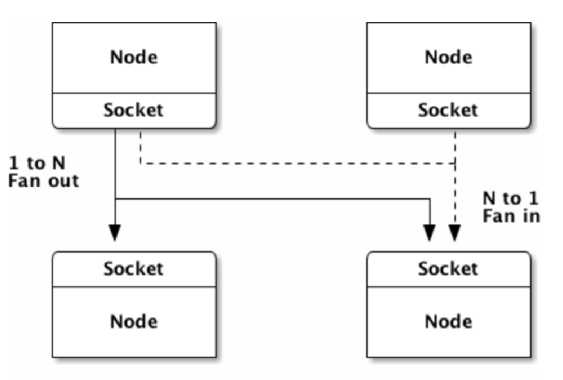 Node
Node
Socket
Socket
1 to N
Fan out
N to 1
Fan in
Socket
Socket
Node
Node